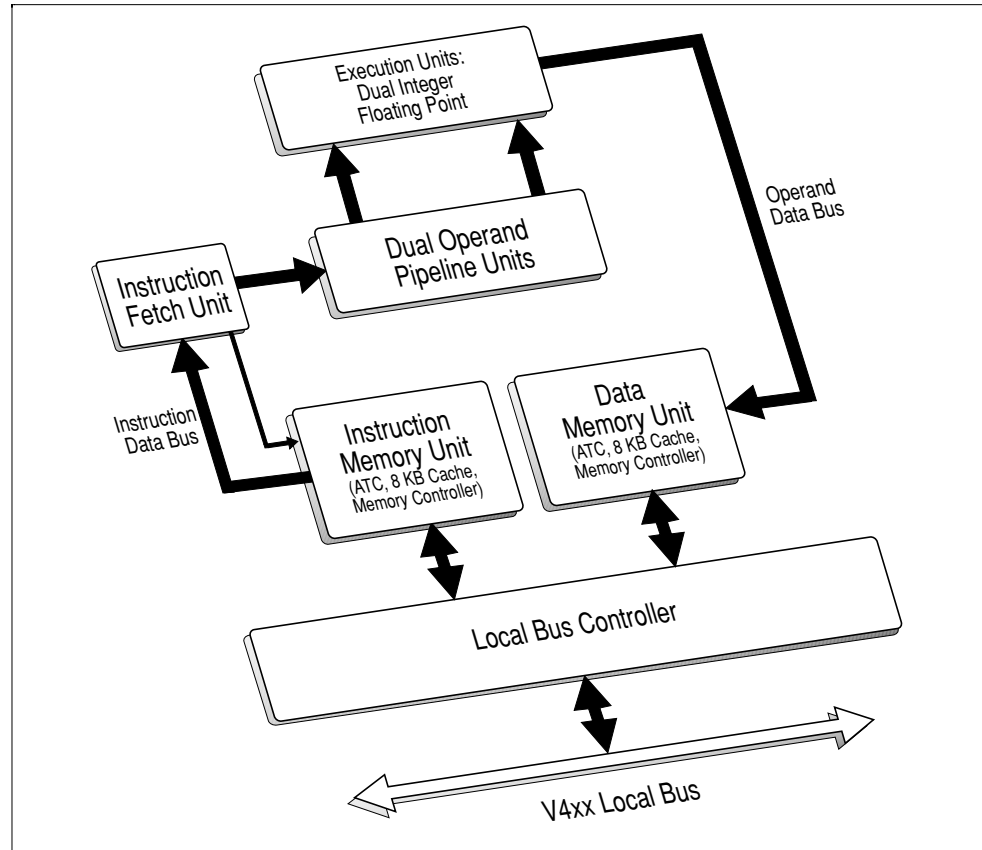 Execution Units:
Dual Integer
Floating Point
Operand
Data Bus
Dual Operand
Pipeline Units
Instruction
Fetch Unit
Instruction
Data Bus
Instruction
Memory Unit
(ATC, 8 KB Cache,
Memory Controller)
Data
Memory Unit
(ATC, 8 KB Cache,
Memory Controller)
Local Bus Controller
V4xx Local Bus